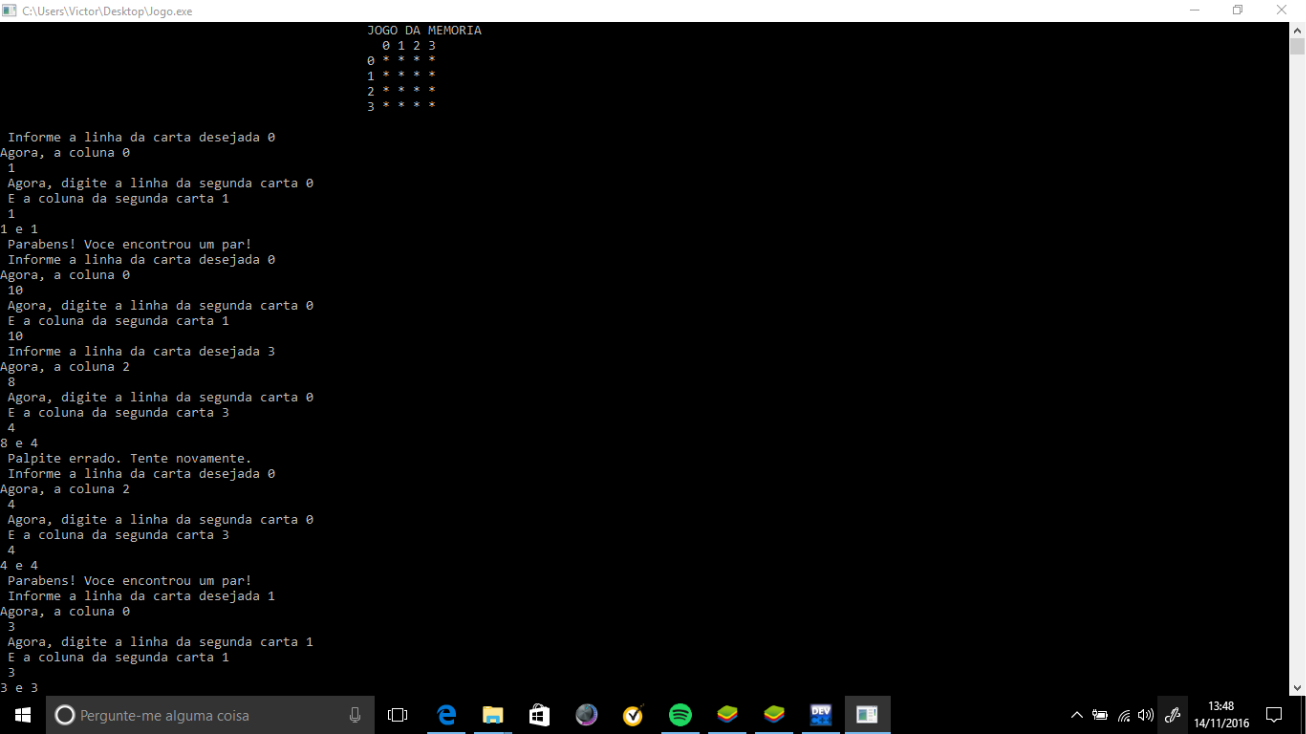 C:\Users\Victor\Desktop\Jogo.exe
JOGO DA MEMORIA
0 1 2 3
0 * * * *
1 * * * *
2 * * * *
3 * * * *
Informe a linha da carta desejada 0
Agora, a coluna 0
1
Agora, digite a linha da segunda carta 0
E a coluna da segunda carta 1
1
1 e 1
Parabens! Voce encontrou um par!
Informe a linha da carta desejada 0
Agora, a coluna 0
10
Agora, digite a linha da segunda carta 0
E a coluna da segunda carta 1
10
Informe a linha da carta desejada 3
Agora, a coluna 2
8
Agora, digite a linha da segunda carta 0
E a coluna da segunda carta 3
4
8 e 4
Palpite errado. Tente novamente.
Informe a linha da carta desejada 0
Agora, a coluna 2
4
Agora, digite a linha da segunda carta 0
E a coluna da segunda carta 3
4
4 e 4
Parabens! Voce encontrou um par!
Informe a linha da carta desejada 1
Agora, a coluna 0
3
Agora, digite a linha da segunda carta 1
E a coluna da segunda carta 1
3
3 e 3
Pergunte-me alguma coisa
DEV
13:48
14/11/2016